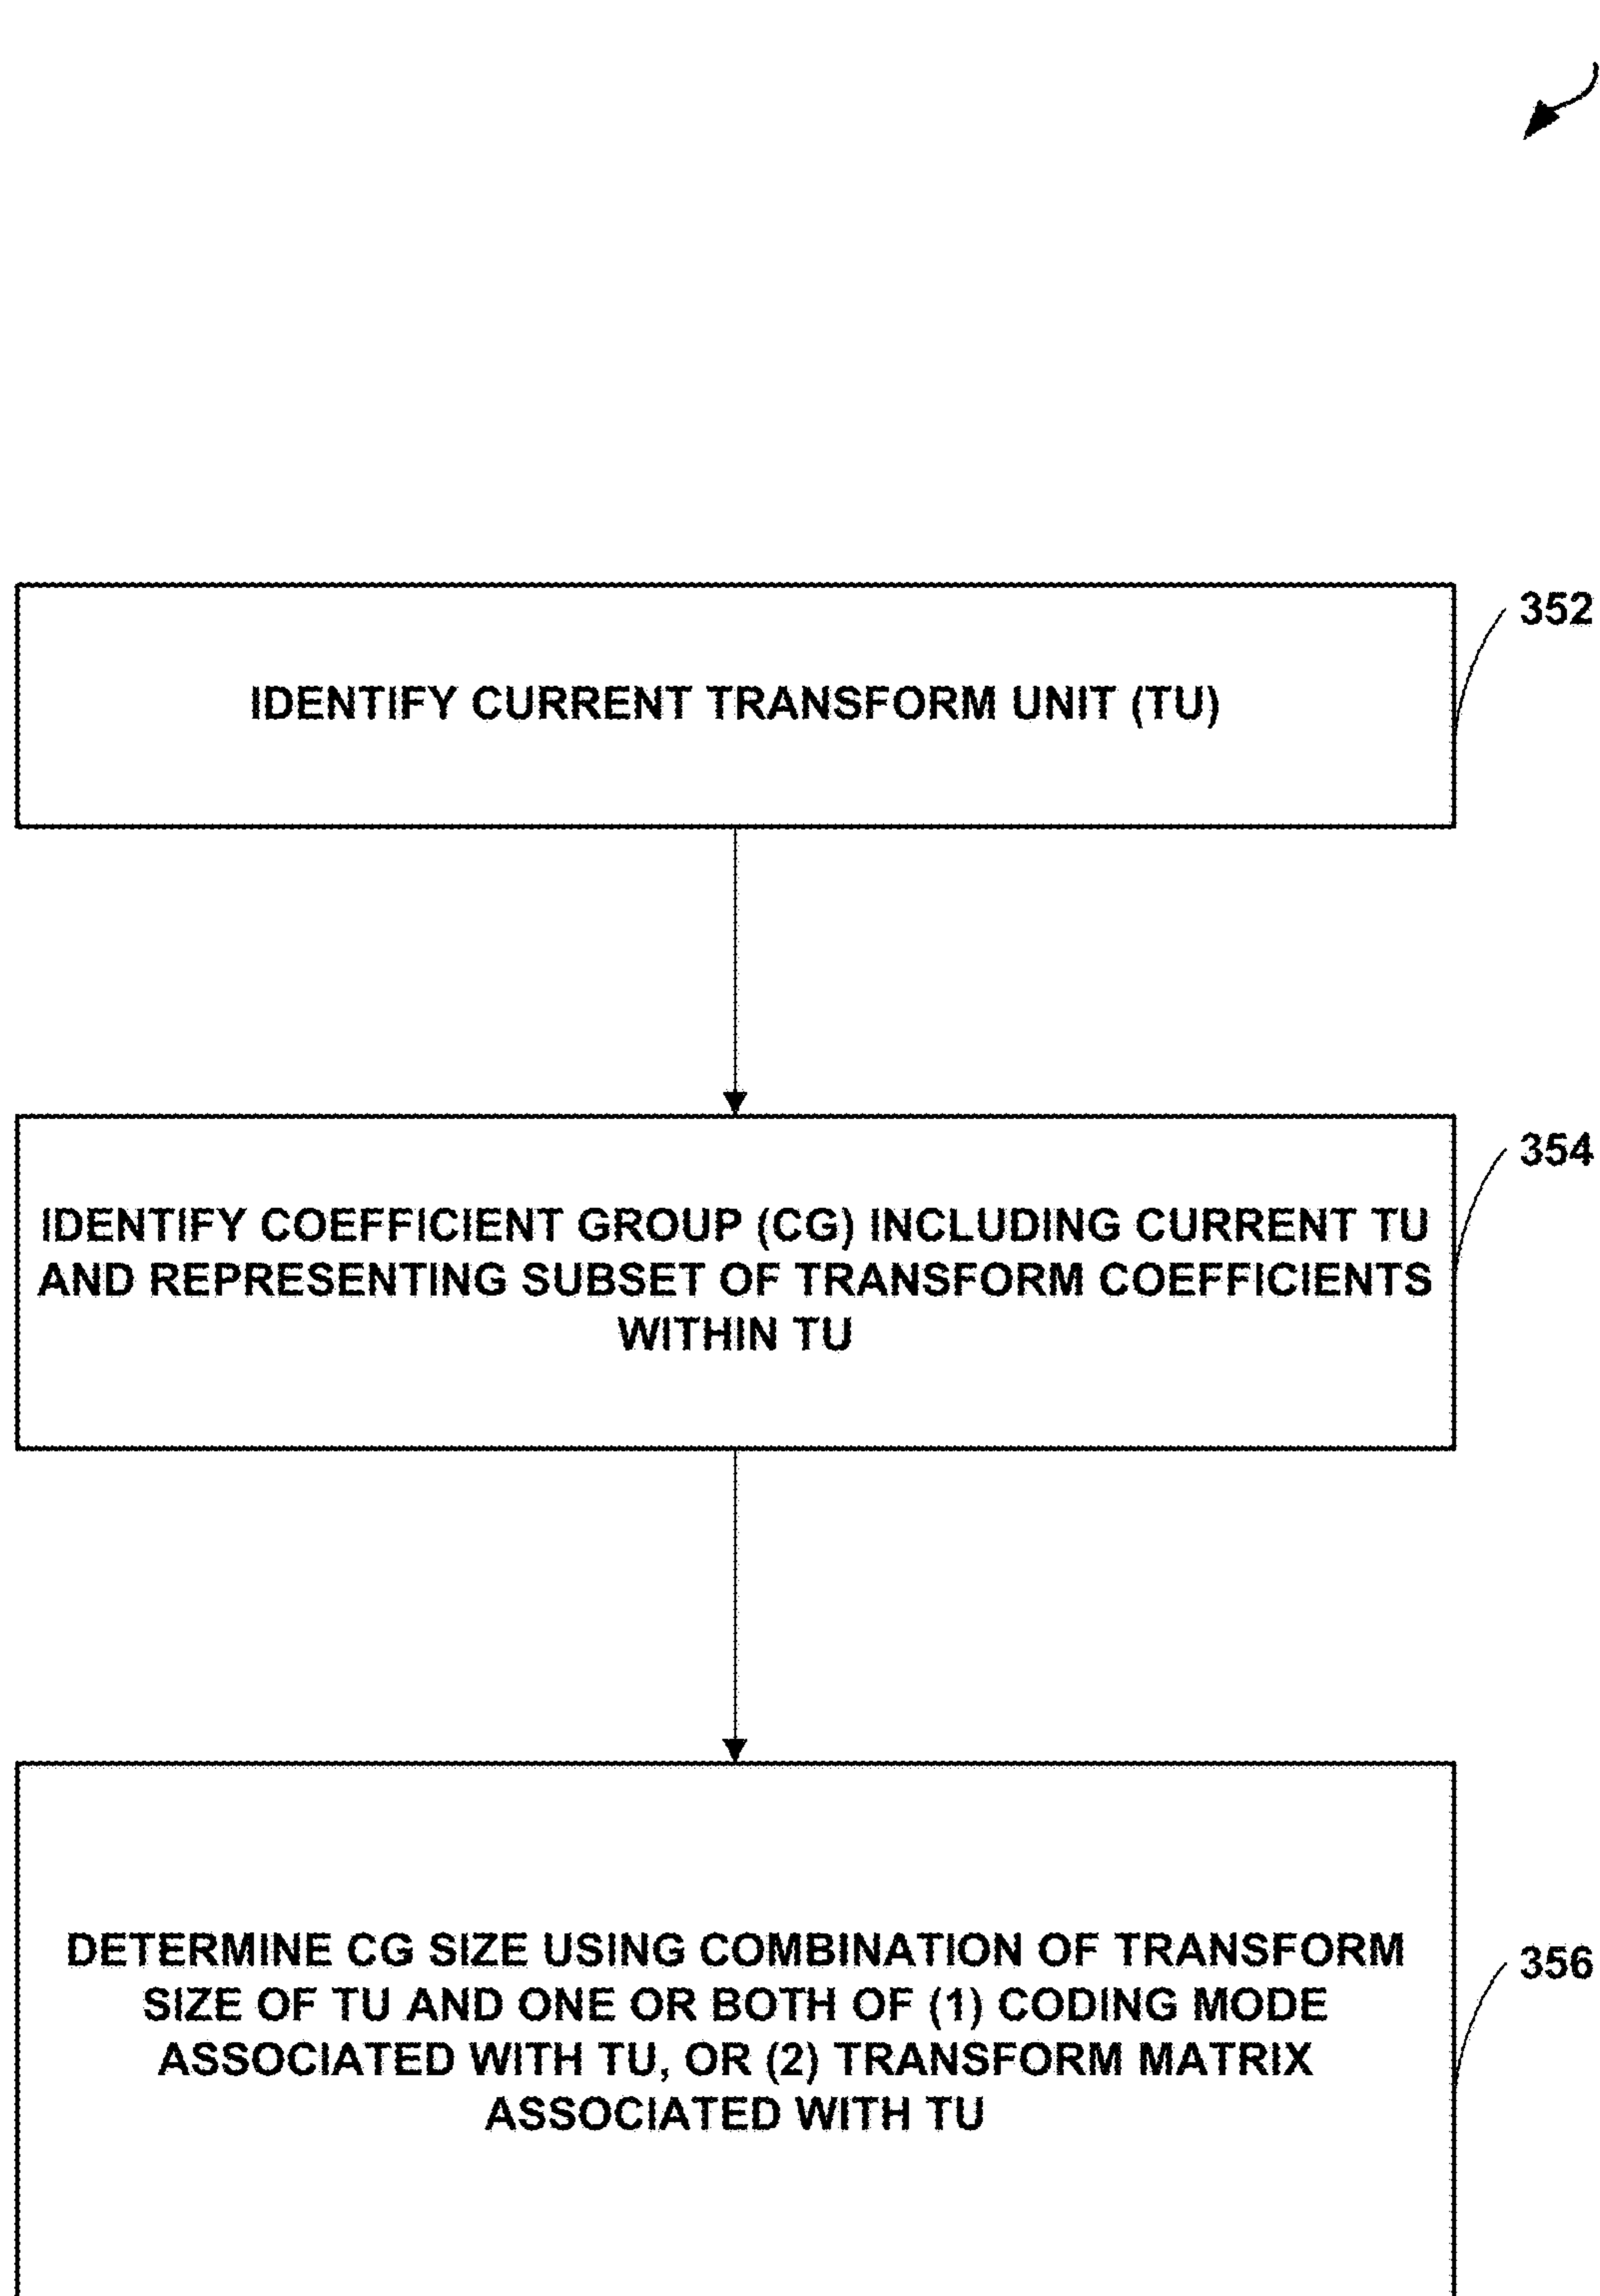 352
IDENTIFY CURRENT TRANSFORM UNIT (TU)
354
IDENTIFY COEFFICIENT GROUP (CG) INCLUDING CURRENT TU
AND REPRESENTING SUBSET OF TRANSFORM COEFFICIENTS
WITHIN TU
356
DETERMINE CG SIZE USING COMBINATION OF TRANSFORM
SIZE OF TU AND ONE OR BOTH OF (1) CODING MODE
ASSOCIATED WITH TU, OR (2) TRANSFORM MATRIX
ASSOCIATED WITH TU